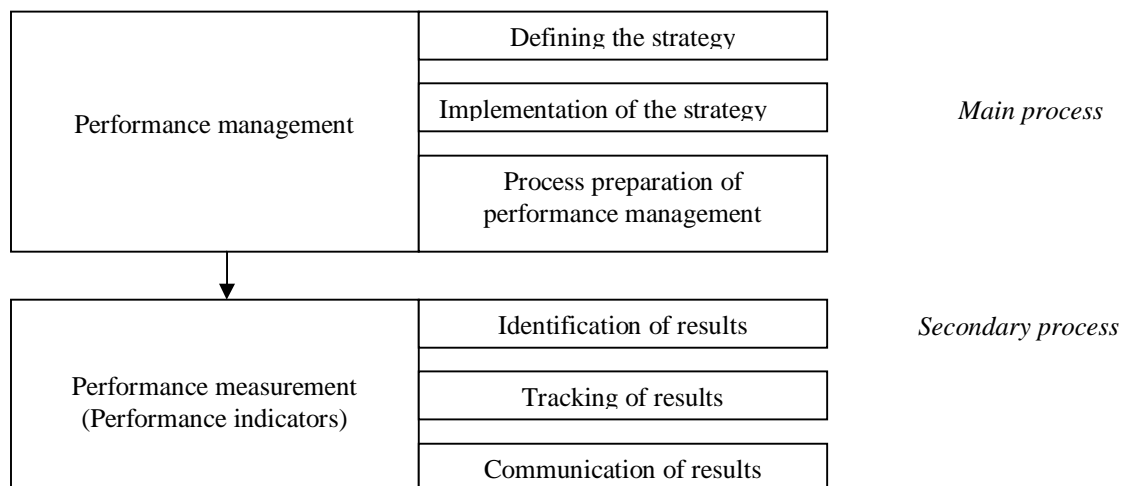 Defining the strategy
Performance management
Implementation of the strategy
Main process
Process preparation of
performance management
Identification of results
Secondary process
Performance measurement
(Performance indicators)
Tracking of results
Communication of results